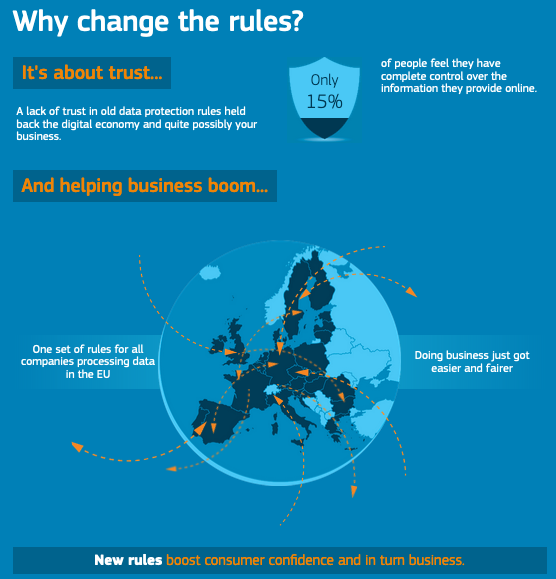 Why change the rules?
It's about trust...
Only
15%
of people feel they have
complete control over the
information they provide online.
A lack of trust in old data protection rules held
back the digital economy and quite possibly your
business.
And helping business boom...
One set of rules for all
companies processing data
in the EU
Doing business just got
easier and fairer
New rules boost consumer confidence and in turn business.